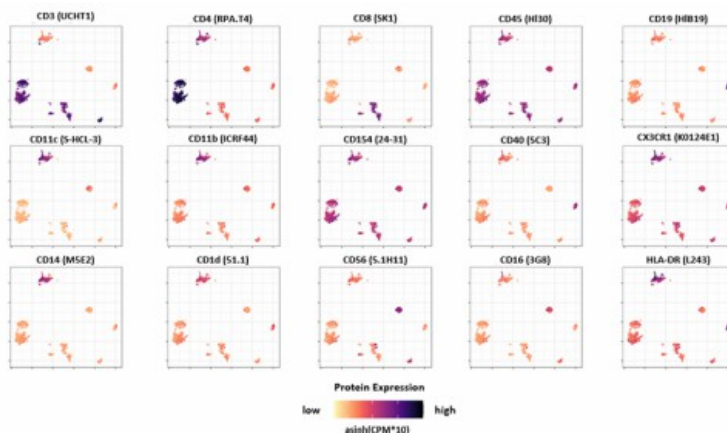 CD3 (UCHT1)
CD4 (RPA.T4)
CD8 (SK1)
CD45 (HI30)
CD19 (HIB19)
CD11c (S-HCL-3)
CD11b (ICRF44)
CD154 (24-31)
CD40 (5C3)
CX3CR1 (K0124E1)
CD14 (M5E2)
CD1d (51.1)
CD56 (5.1H11)
CD16 (3G8)
HLA-DR (L243)
Protein Expression
low
high
asinh(CPM*10)